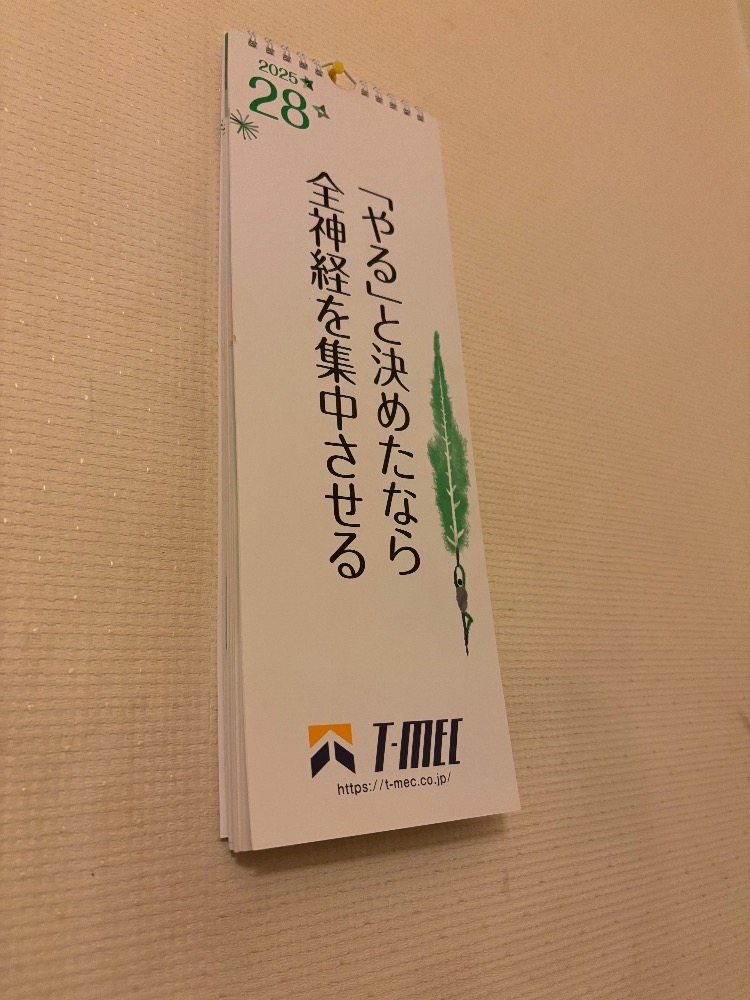 2025
28
「やる」と決めたなら
全神経を集中させる
T-MEC
https://t-mec.co.jp/